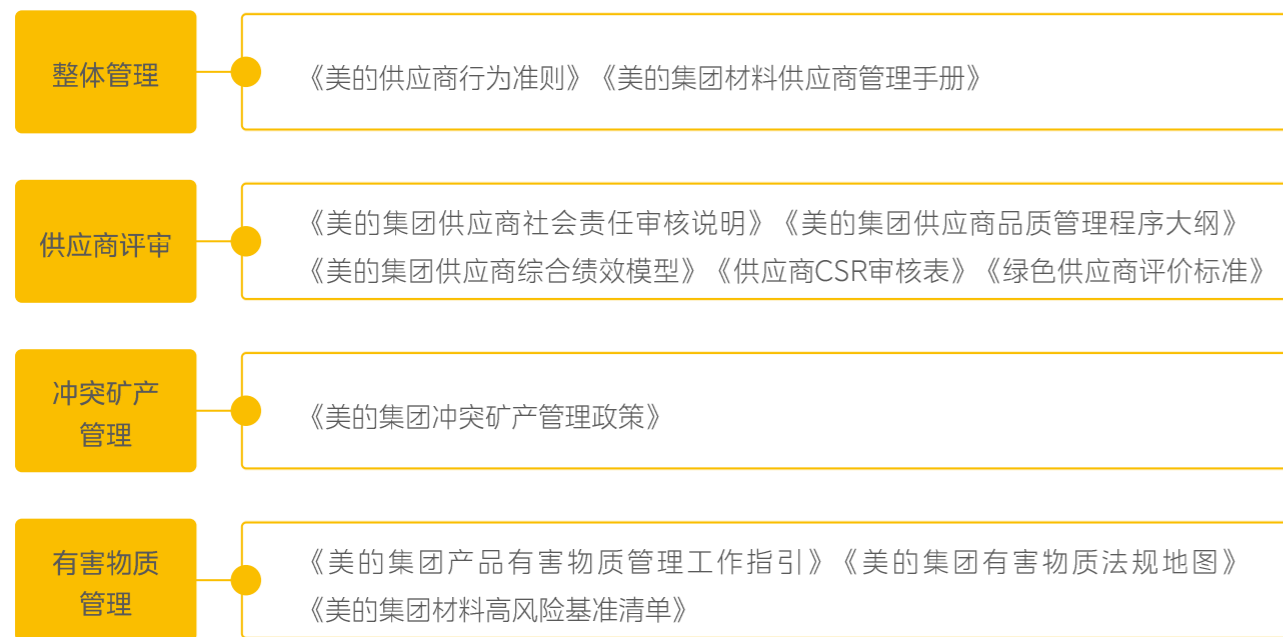 整体管理
《美的供应商行为准则》《美的集团材料供应商管理手册》
供应商评审
《美的集团供应商社会责任审核说明》《美的集团供应商品质管理程序大纲》
《美的集团供应商综合绩效模型》《供应商CSR审核表》《绿色供应商评价标准》
冲突矿产
管理
《美的集团冲突矿产管理政策》
有害物质
管理
《美的集团产品有害物质管理工作指引》《美的集团有害物质法规地图》
《美的集团材料高风险基准清单》